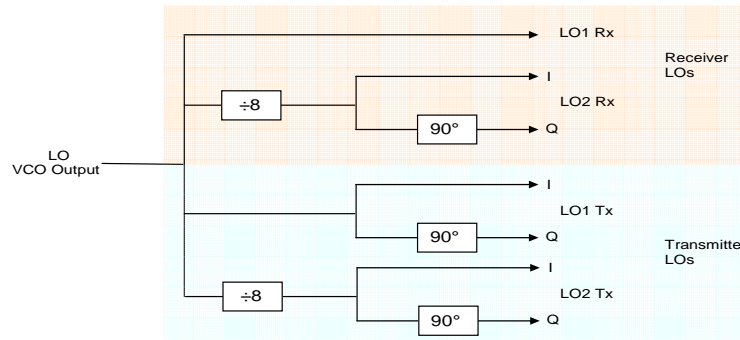 LO1 Rx
Receiver
LOs
I
÷8
LO2 Rx
90°
Q
LO
VCO Output
I
LO1 Tx
90°
Q
Transmitte
LOs
I
÷8
LO2 Tx
90°
Q